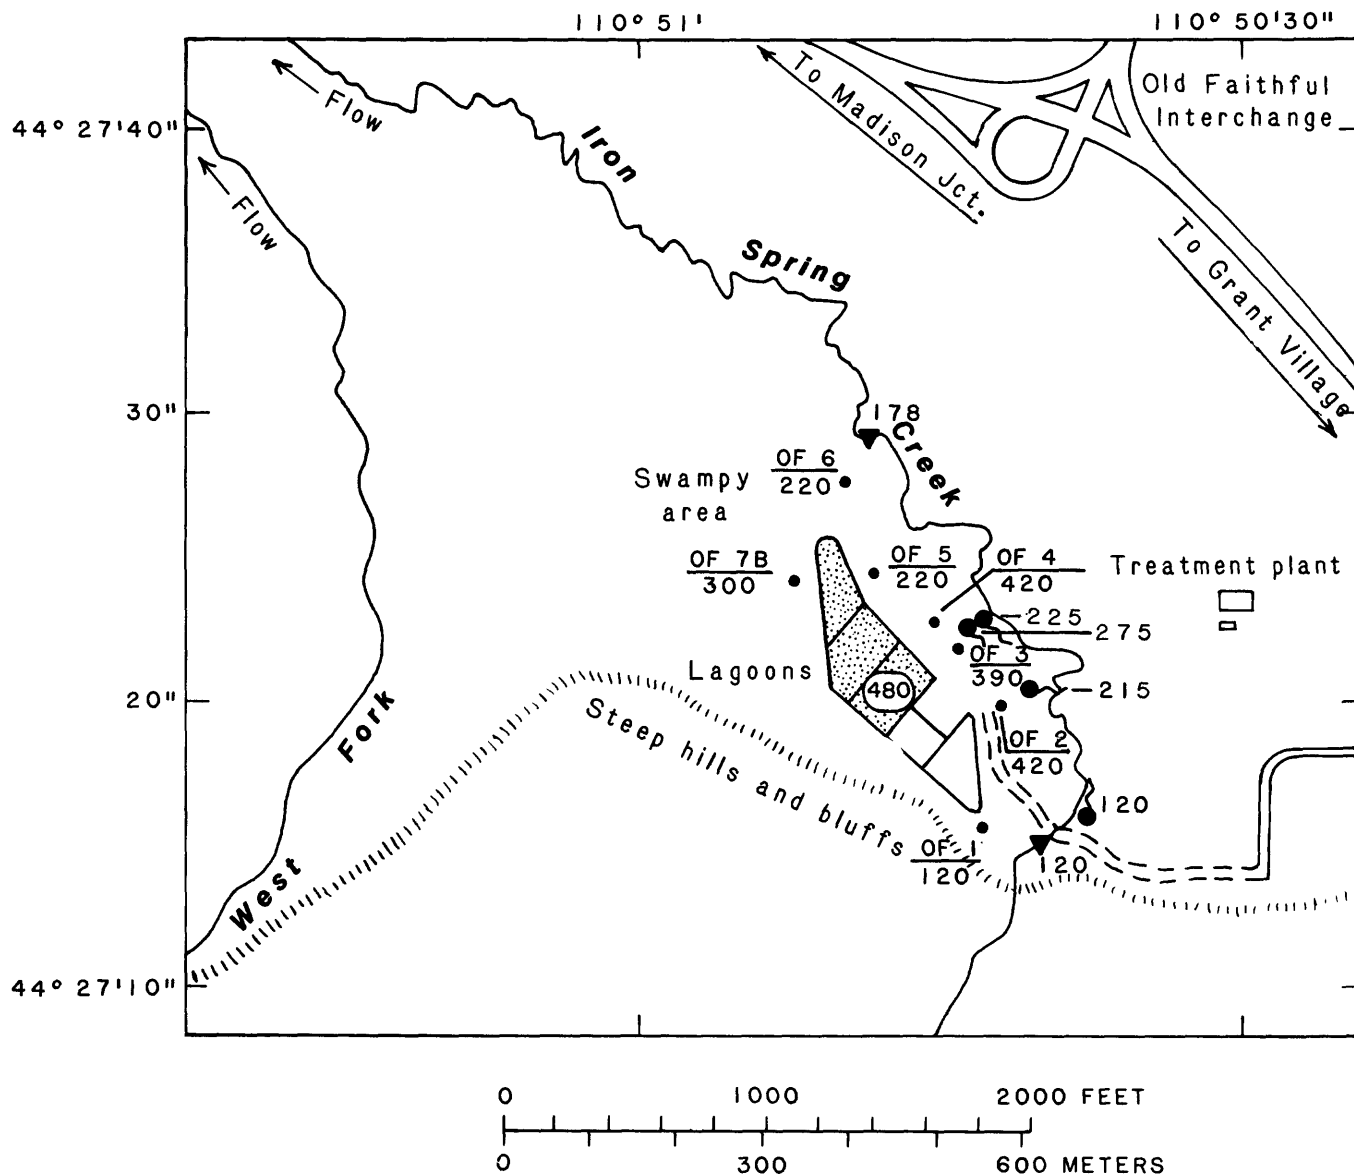 110° 51'
110° 50'30"
Old Faithful
Interchange
To Madison Jct.
To Grant Village
Flow
Flow
44° 27'40"
Iron
Spring
Creek
30"
178
OF 6
220
Swampy
area
OF 7B
300
OF 5
220
OF 4
420
Treatment plant
225
275
OF 3
390
Lagoons
480
215
20"
Steep hills and bluffs
OF 2
420
120
OF 1
120
120
West Fork
44° 27'10"
0 1000 2000 FEET
0 300 600 METERS